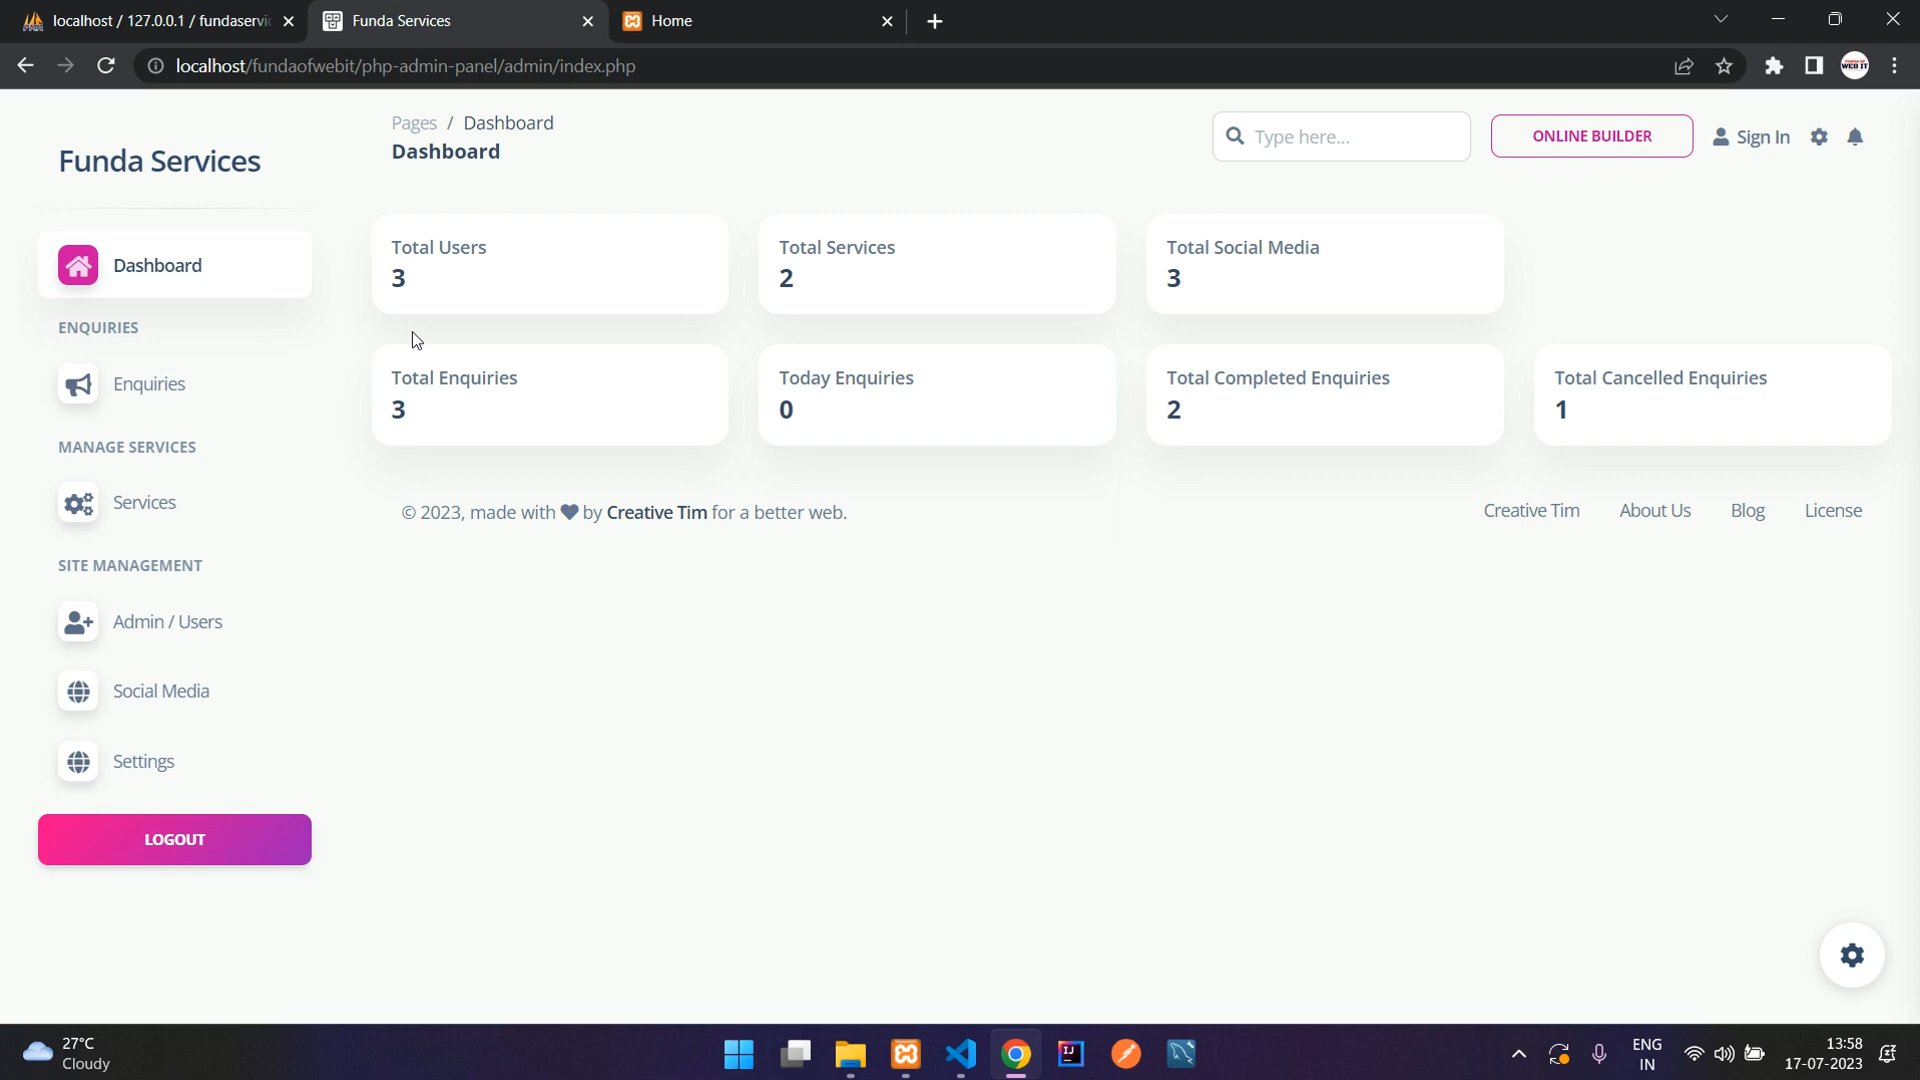 localhost / 127.0.0.1 / fundaservi
Funda Services
Home
localhost/fundaofwebit/php-admin-panel/admin/index.php
Pages / Dashboard
Dashboard
Type here...
ONLINE BUILDER
Sign In
Funda Services
Dashboard
ENQUIRIES
Enquiries
MANAGE SERVICES
Services
SITE MANAGEMENT
Admin / Users
Social Media
Settings
LOGOUT
Total Users
3
Total Services
2
Total Social Media
3
Total Enquiries
3
Today Enquiries
0
Total Completed Enquiries
2
Total Cancelled Enquiries
1
© 2023, made with ♥ by Creative Tim for a better web.
Creative Tim About Us Blog License
27°C
Cloudy
ENG
IN
13:58
17-07-2023